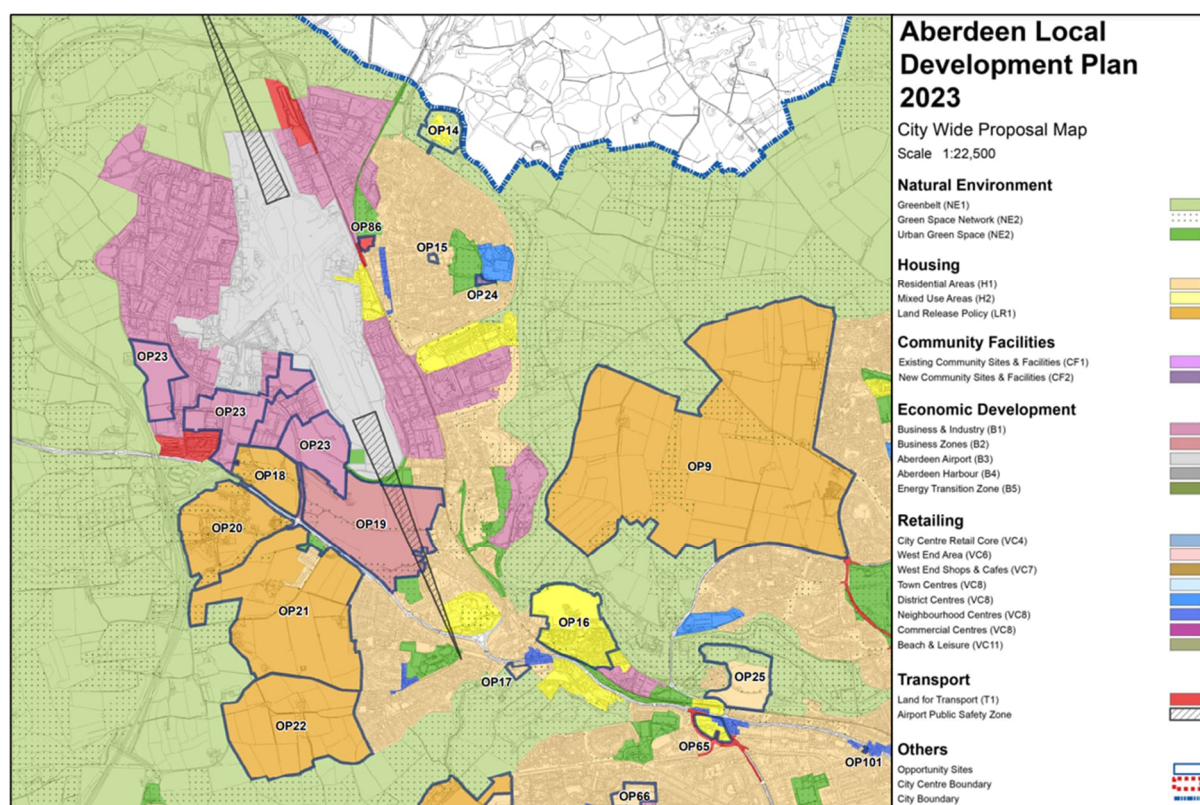 OP14
OP86
OP15
OP24
OP23
OP23
OP23
OP18
OP9
OP20
OP19
OP21
OP16
OP17
OP25
OP22
OP65
OP101
OP66
Aberdeen Local
Development Plan
2023
City Wide Proposal Map
Scale 1:22,500
Natural Environment
Greenbelt (NE1)
Green Space Network (NE2)
Urban Green Space (NE2)
Housing
Residential Areas (H1)
Mixed Use Areas (H2)
Land Release Policy (LR1)
Community Facilities
Existing Community Sites & Facilities (CF1)
New Community Sites & Facilities (CF2)
Economic Development
Business & Industry (B1)
Business Zones (B2)
Aberdeen Airport (B3)
Aberdeen Harbour (B4)
Energy Transition Zone (B5)
Retailing
City Centre Retail Core (VC4)
West End Area (VC6)
West End Shops & Cafes (VC7)
Town Centres (VC8)
District Centres (VC8)
Neighbourhood Centres (VC8)
Commercial Centres (VC8)
Beach & Leisure (VC11)
Transport
Land for Transport (T1)
Airport Public Safety Zone
Others
Opportunity Sites
City Centre Boundary
City Boundary